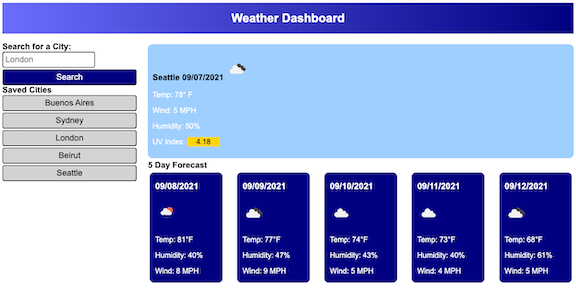 Weather Dashboard
Search for a City:
London
Search
Saved Cities
Buenos Aires
Sydney
London
Beirut
Seattle
Seattle 09/07/2021
Temp: 78° F
Wind: 5 MPH
Humidity: 50%
UV Index: 4.18
5 Day Forecast
09/08/2021
Temp: 81°F
Humidity: 40%
Wind: 8 MPH
09/09/2021
Temp: 77°F
Humidity: 47%
Wind: 9 MPH
09/10/2021
Temp: 74°F
Humidity: 43%
Wind: 5 MPH
09/11/2021
Temp: 73°F
Humidity: 40%
Wind: 4 MPH
09/12/2021
Temp: 68°F
Humidity: 61%
Wind: 5 MPH